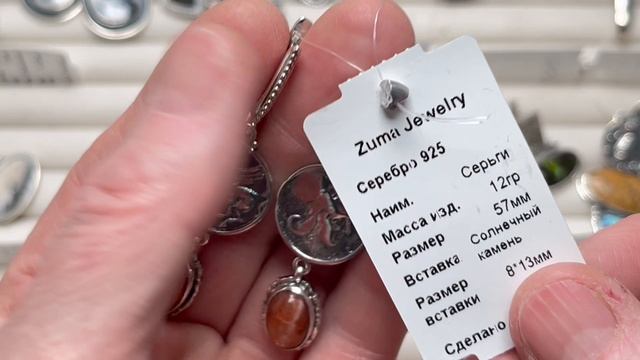 Zuma Jewelry
Серебро 925
Наим. Серьги
Масса изд. 12гр
Размер 57мм
Вставка Солнечный
камень
Размер
вставки 8*13мм
Сделано